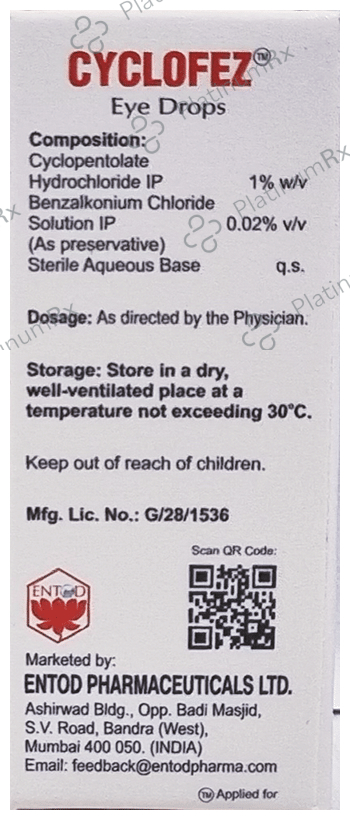 CYCLOFEZ™
Eye Drops
Composition:
Cyclopentolate
Hydrochloride IP 1% w/v
Benzalkonium Chloride
Solution IP 0.02% v/v
(As preservative)
Sterile Aqueous Base q.s.
Dosage: As directed by the Physician.
Storage: Store in a dry,
well-ventilated place at a
temperature not exceeding 30°C.
Keep out of reach of children.
Mfg. Lic. No.: G/28/1536
Scan QR Code:
ENTOD
Marketed by:
ENTOD PHARMACEUTICALS LTD.
Ashirwad Bldg., Opp. Badi Masjid,
S.V. Road, Bandra (West),
Mumbai 400 050. (INDIA)
Email: feedback@entodpharma.com
™ Applied for
PlatinumRx